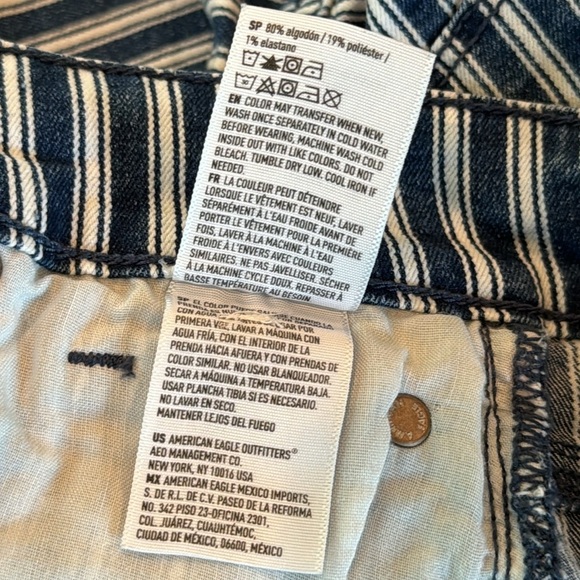 SP 80% algodón / 19% poliéster /
1% elastano
EN COLOR MAY TRANSFER WHEN NEW,
WASH ONCE SEPARATELY IN COLD WATER
BEFORE WEARING, MACHINE WASH COLD
INSIDE OUT WITH LIKE COLORS. DO NOT
BLEACH. TUMBLE DRY LOW. COOL IRON IF
NEEDED.
FR LA COULEUR PEUT DÉTEINDRE
LORSQUE LE VÊTEMENT EST NEUF, LAVER
SÉPARÉMENT À L'EAU FROIDE AVANT DE
PORTER LE VÊTEMENT POUR LA PREMIÈRE
FOIS, LAVER À LA MACHINE À L'EAU
FROIDE À L'ENVERS AVEC COULEURS
SIMILAIRES. NE PAS JAVELLISER. SÉCHER
À LA MACHINE CYCLE DOUX. REPASSER À
BASSE TEMPÉRATURE AU BESOIN
SP EL COLOR
PRIMERA VEZ, LAVAR A MÁQUINA CON
AGUA FRÍA, CON EL INTERIOR DE LA
PRENDA HACIA AFUERA Y CON PRENDAS DE
COLOR SIMILAR. NO USAR BLANQUEADOR.
SECAR A MÁQUINA A TEMPERATURA BAJA.
USAR PLANCHA TIBIA SI ES NECESARIO.
NO LAVAR EN SECO.
MANTENER LEJOS DEL FUEGO
US AMERICAN EAGLE OUTFITTERS®
AEO MANAGEMENT CO.
NEW YORK, NY 10016 USA
MX AMERICAN EAGLE MEXICO IMPORTS,
S. DE R.L. DE C.V. PASEO DE LA REFORMA
NO. 342 PISO 23-OFICINA 2301,
COL. JUÁREZ, CUAUHTÉMOC,
CIUDAD DE MÉXICO, 06600, MÉXICO